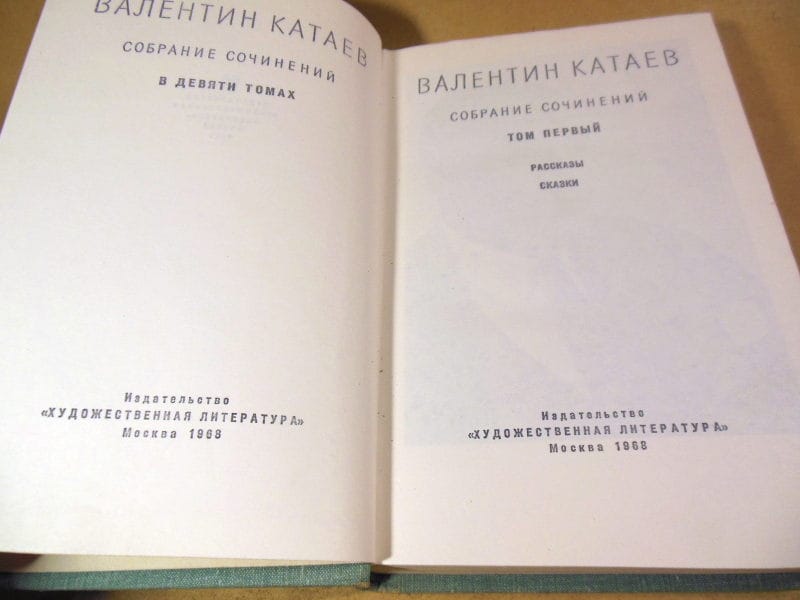 ВАЛЕНТИН КАТАЕВ
СОБРАНИЕ СОЧИНЕНИЙ
В ДЕВЯТИ ТОМАХ
Издательство
«ХУДОЖЕСТВЕННАЯ ЛИТЕРАТУРА»
Москва 1968
ВАЛЕНТИН КАТАЕВ
СОБРАНИЕ СОЧИНЕНИЙ
ТОМ ПЕРВЫЙ
РАССКАЗЫ
СКАЗКИ
Издательство
«ХУДОЖЕСТВЕННАЯ ЛИТЕРАТУРА»
Москва 1968